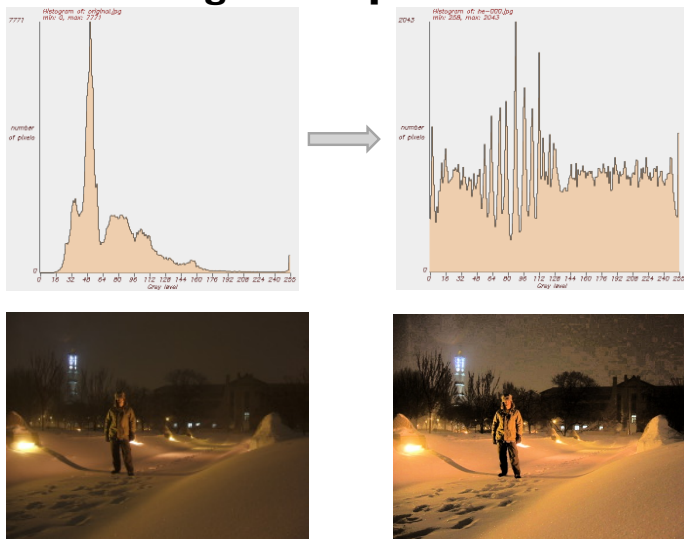 Histogram of: original.jpg
min: 0, max: 7771
7771
number
of pixels
0
0 16 32 48 64 80 96 112 128 144 160 176 192 208 224 240 255
Gray level
Histogram of: he-000.jpg
min: 258, max: 2043
2043
number
of pixels
0
0 16 32 48 64 80 96 112 128 144 160 176 192 208 224 240 255
Gray level